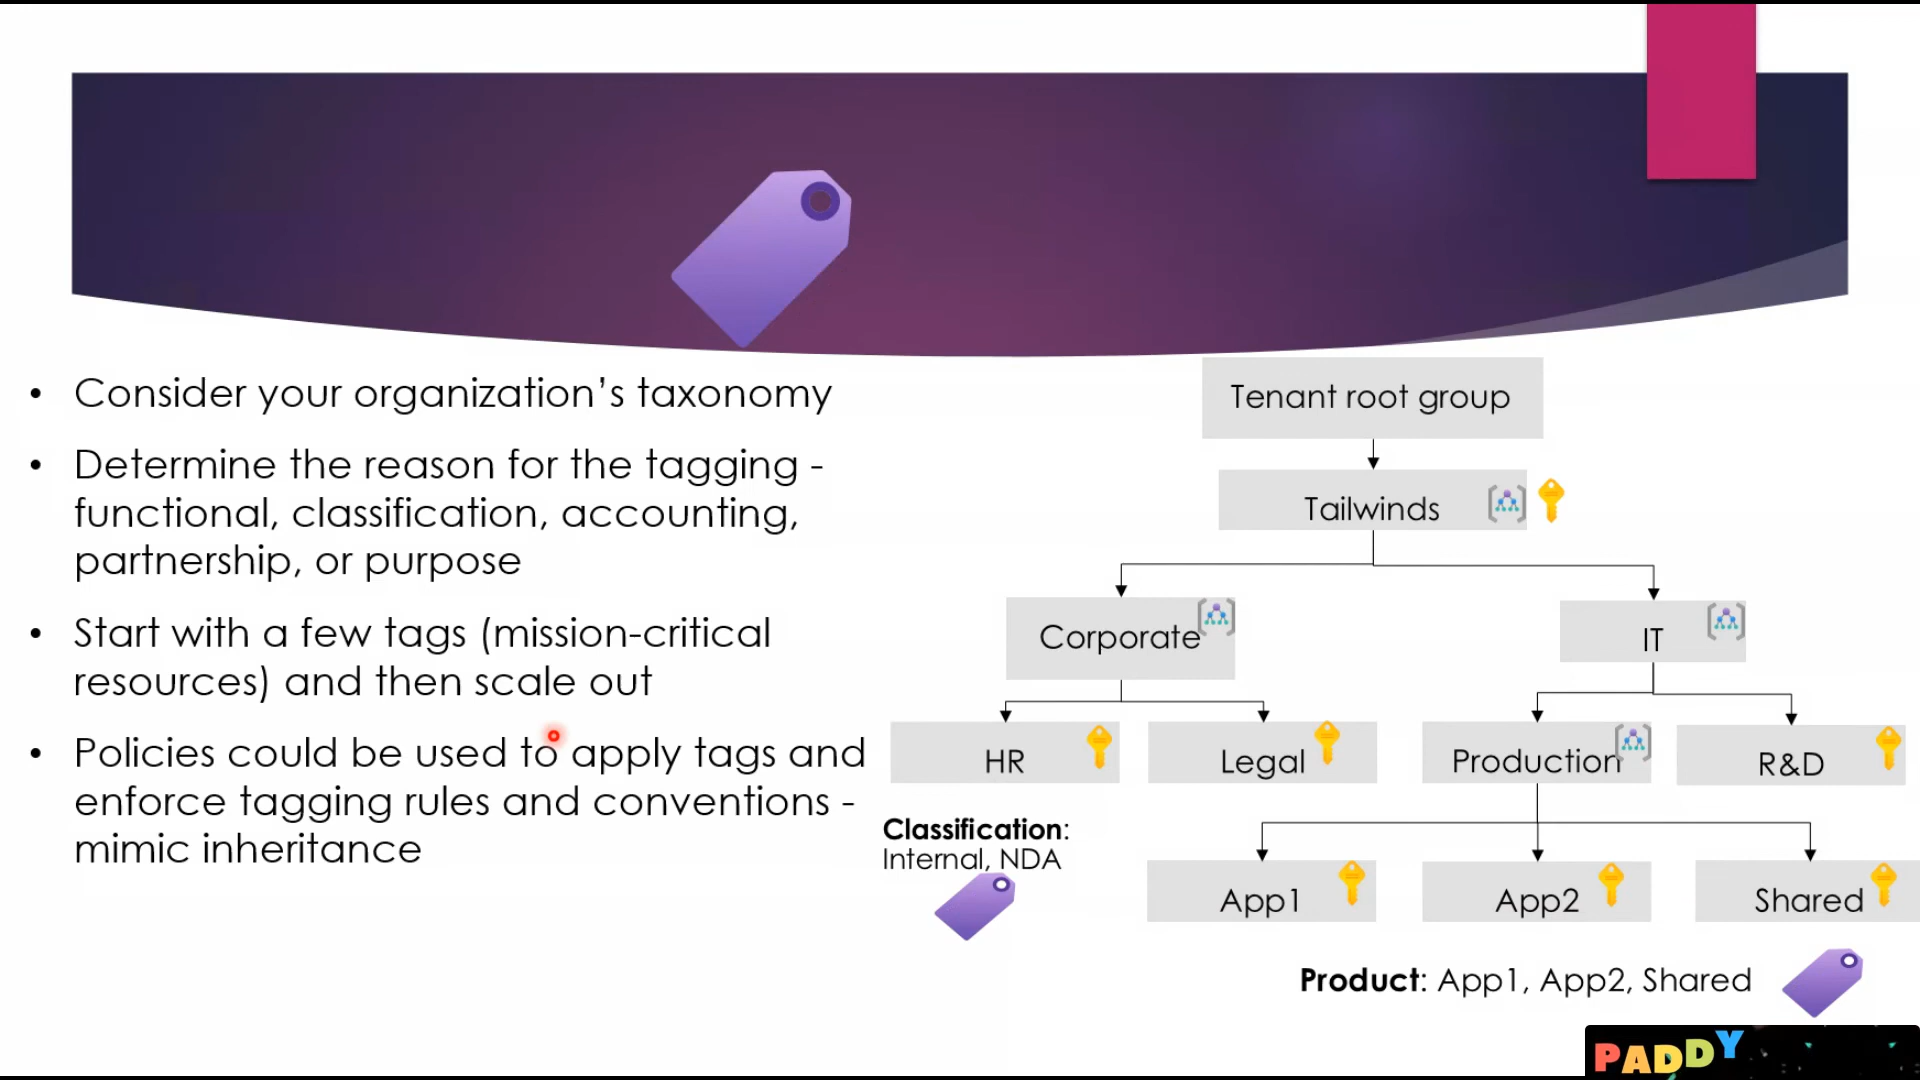 • Consider your organization’s taxonomy
• Determine the reason for the tagging -
functional, classification, accounting,
partnership, or purpose
• Start with a few tags (mission-critical
resources) and then scale out
• Policies could be used to apply tags and
enforce tagging rules and conventions -
mimic inheritance
Tenant root group
Tailwinds
Corporate
IT
HR
Legal
Production
R&D
Classification:
Internal, NDA
App1
App2
Shared
Product: App1, App2, Shared
PADDY